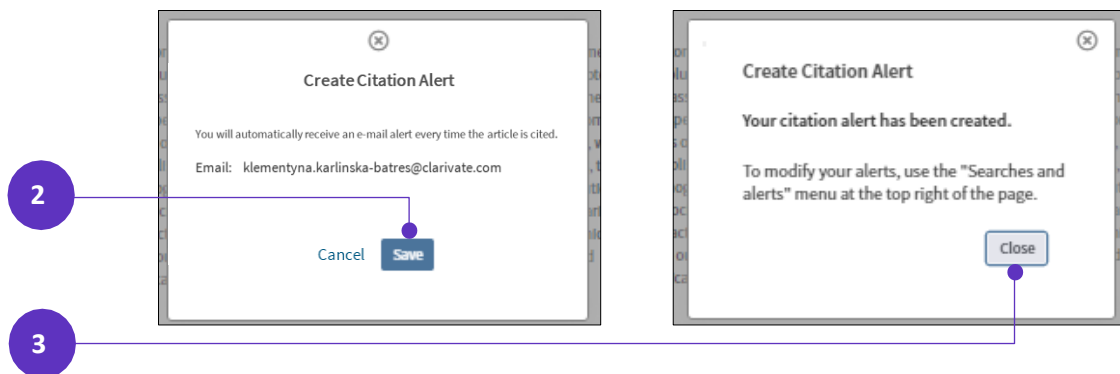 Create Citation Alert
You will automatically receive an e-mail alert every time the article is cited.
Email: klementyna.karlinska-batres@clarivate.com
2
Cancel Save
Create Citation Alert
Your citation alert has been created.
To modify your alerts, use the "Searches and
alerts" menu at the top right of the page.
Close
3